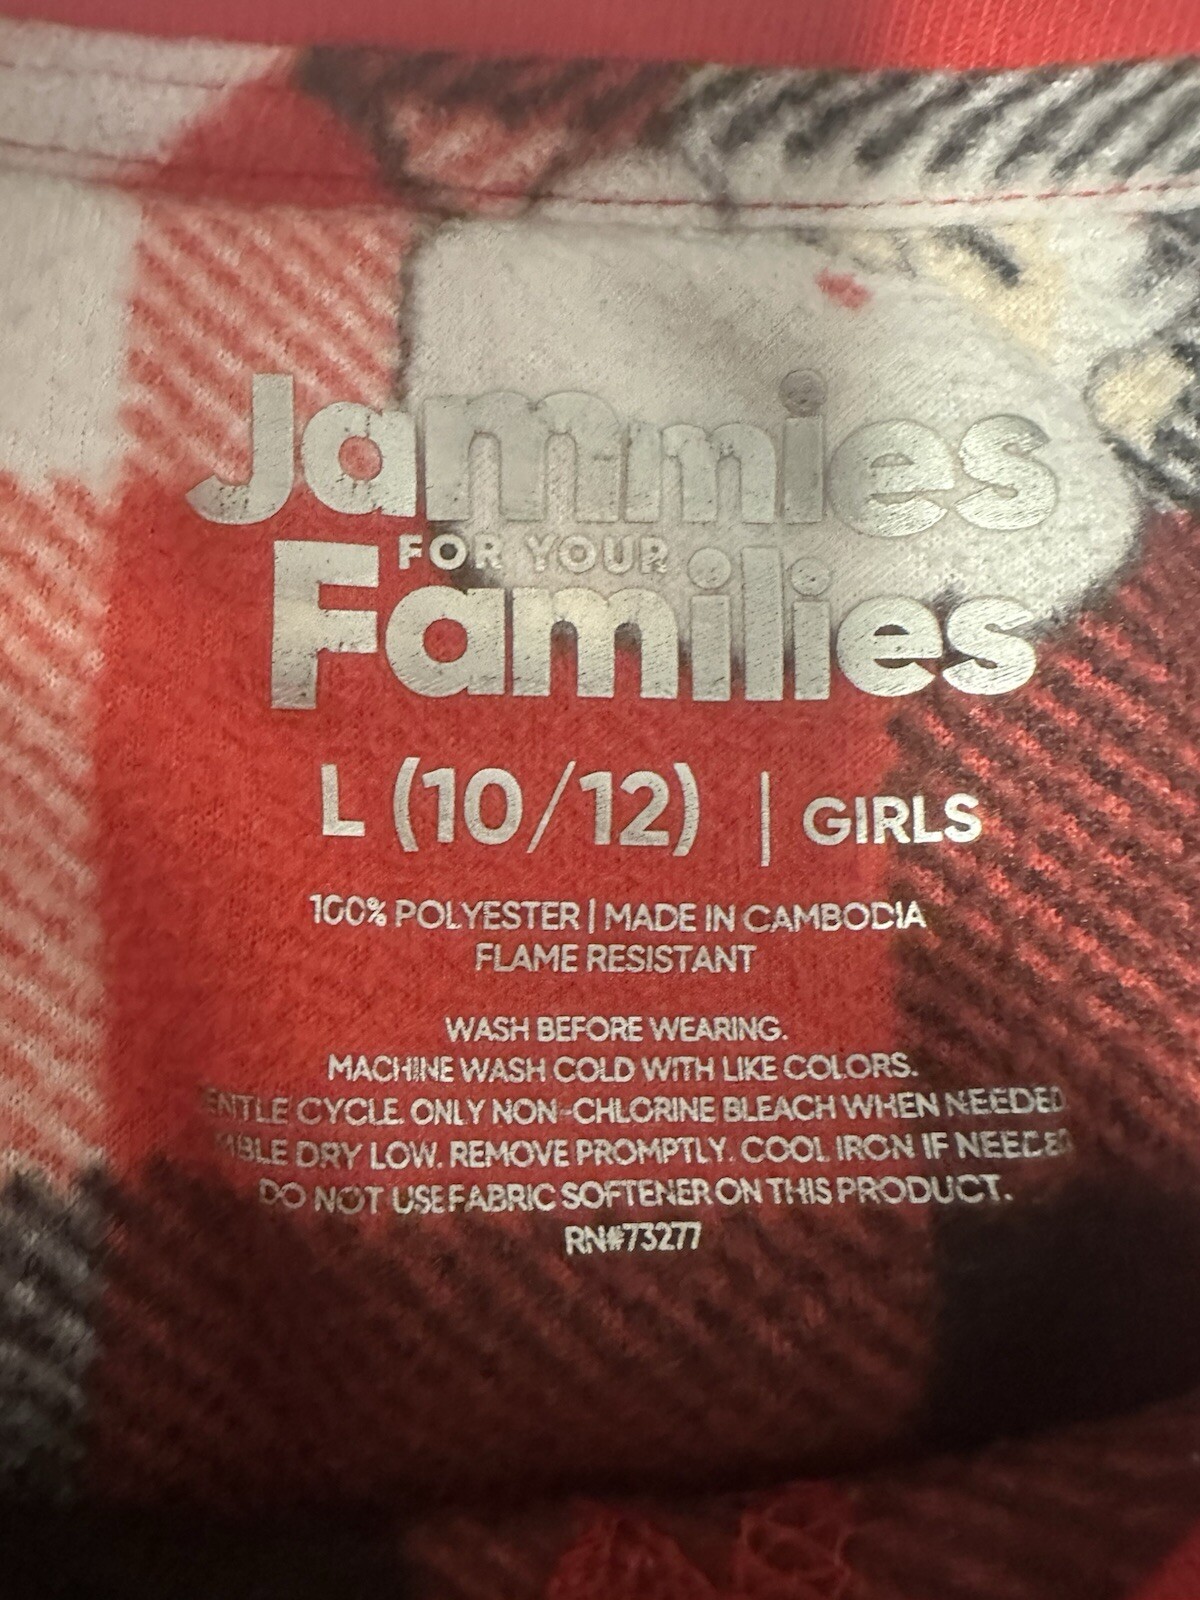 Jammies
FOR YOUR
Families
L (10/12) | GIRLS
100% POLYESTER | MADE IN CAMBODIA
FLAME RESISTANT
WASH BEFORE WEARING.
MACHINE WASH COLD WITH LIKE COLORS.
ENTLE CYCLE. ONLY NON-CHLORINE BLEACH WHEN NEEDED
MBLE DRY LOW. REMOVE PROMPTLY. COOL IRON IF NEEDED
DO NOT USE FABRIC SOFTENER ON THIS PRODUCT.
RN#73277